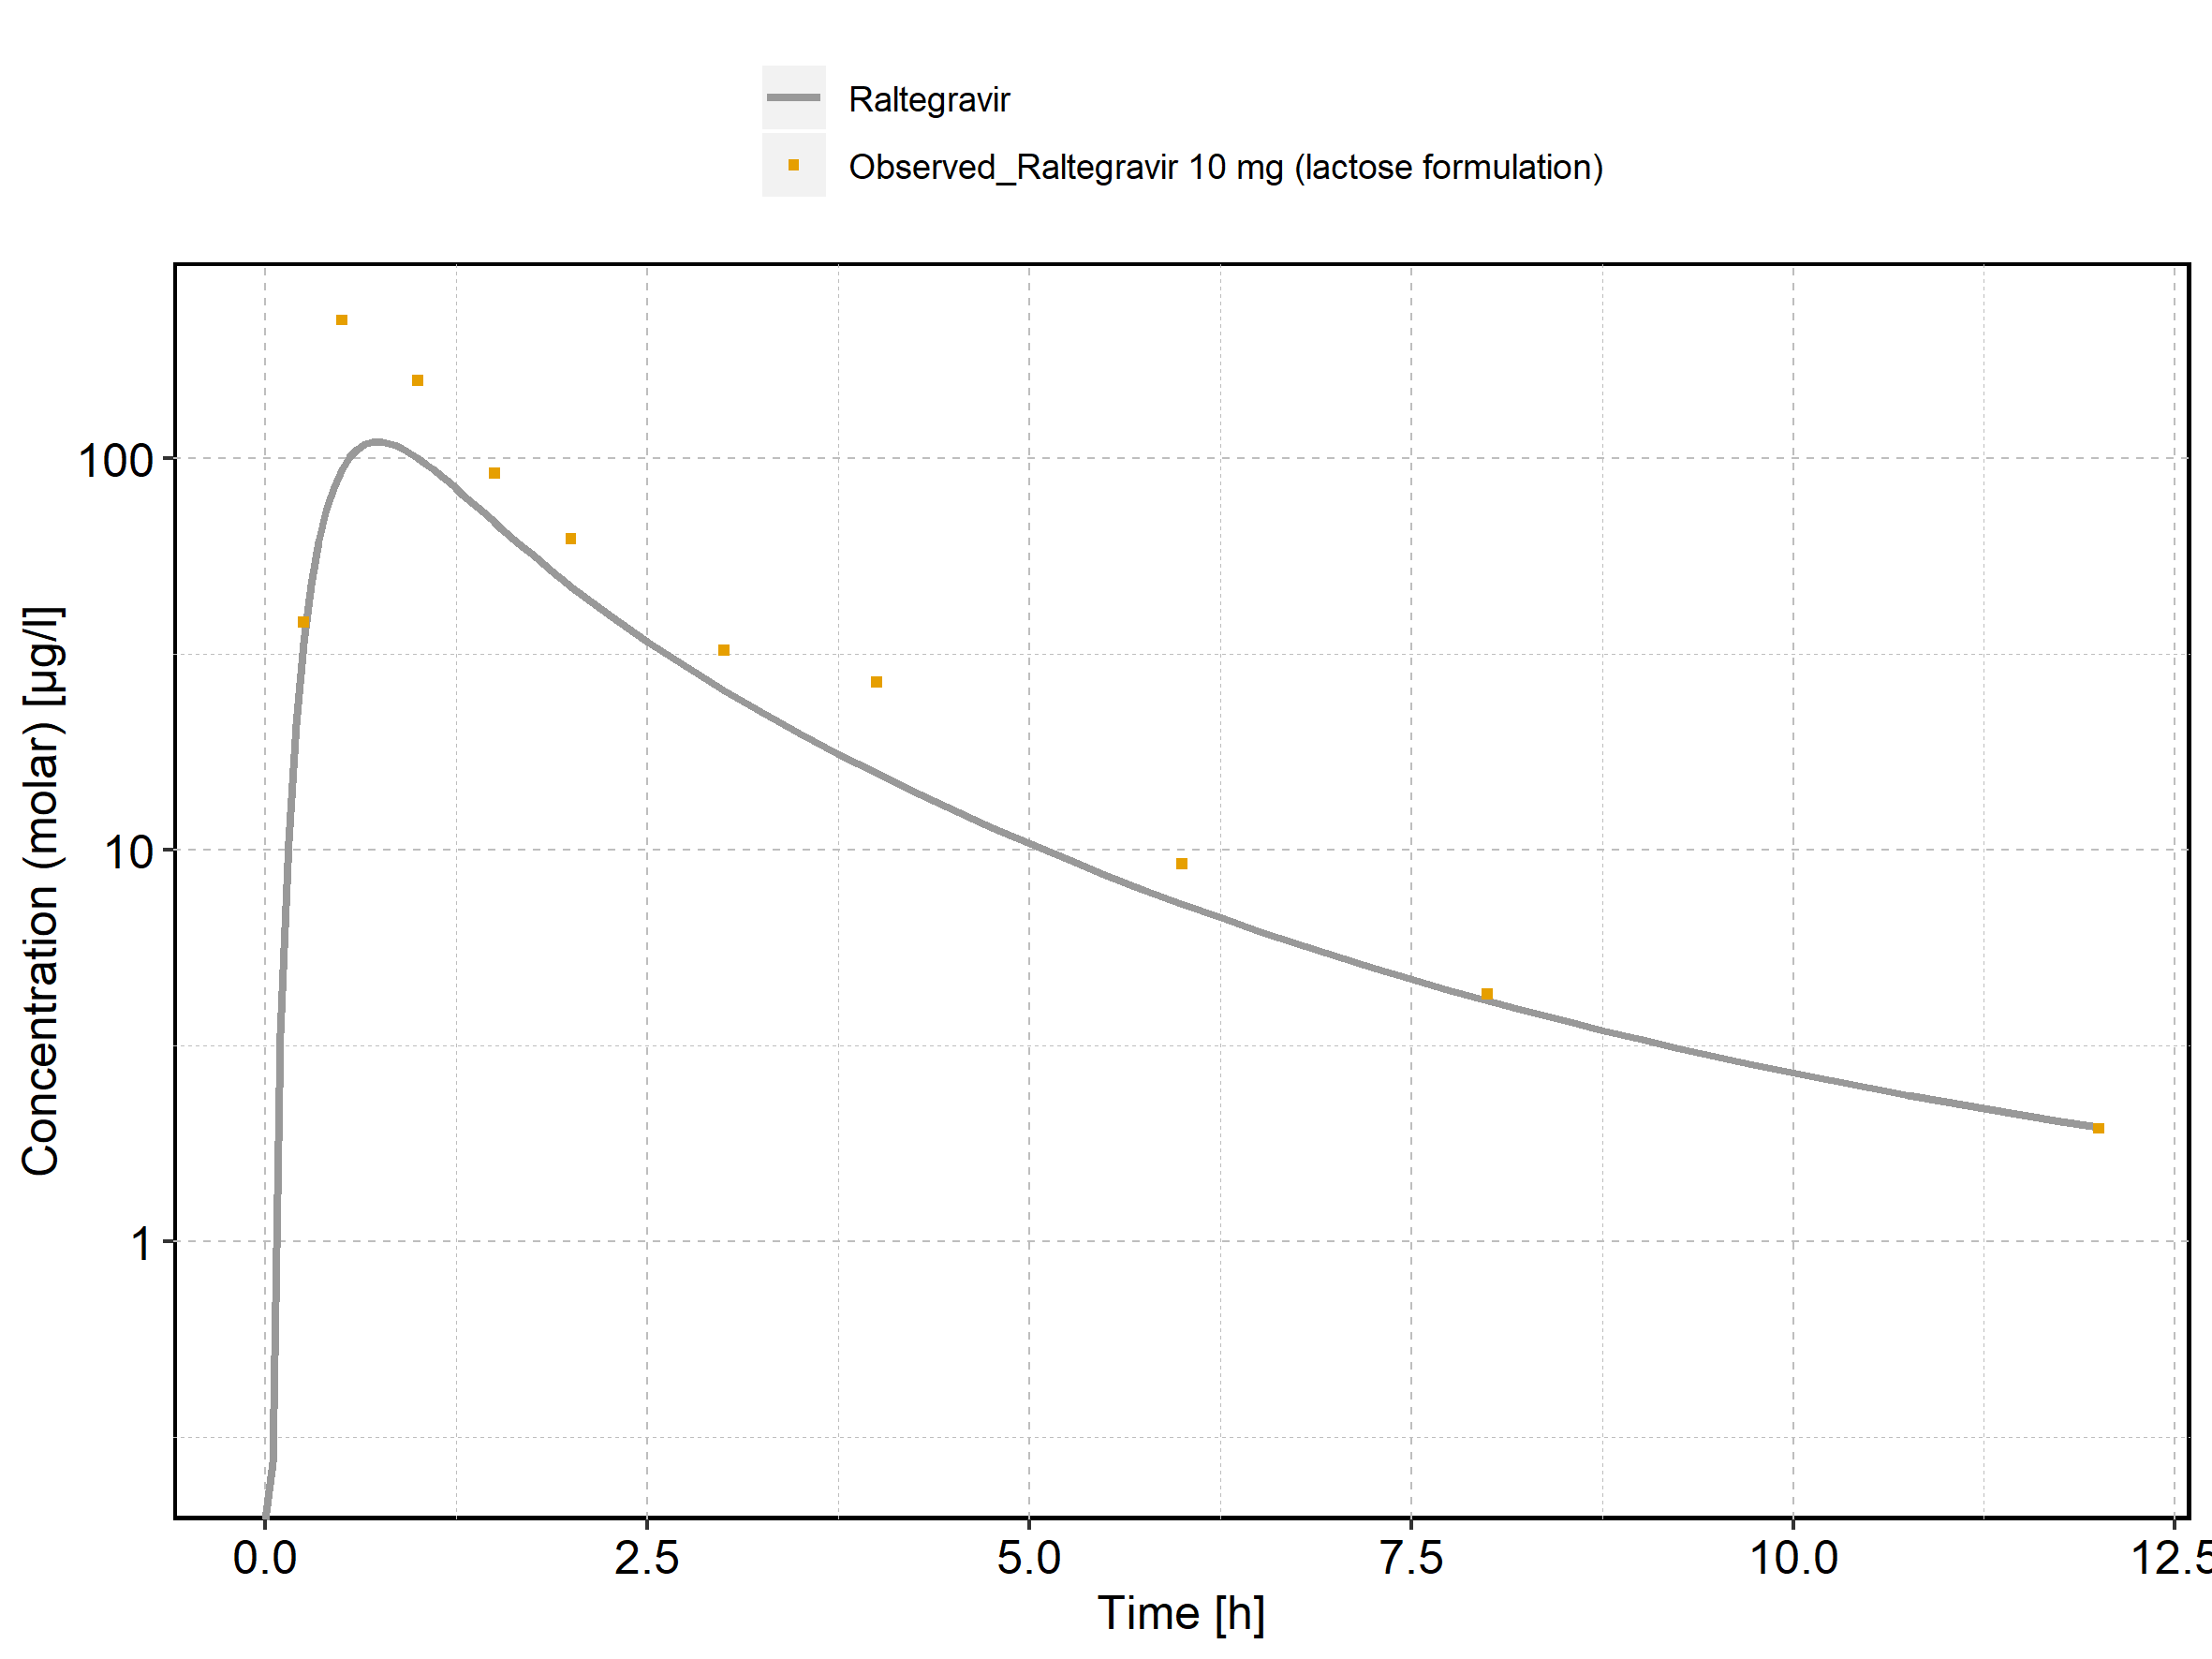 Raltegravir
Observed_Raltegravir 10 mg (lactose formulation)
Concentration (molar) [µg/l]
100
10
1
0.0 2.5 5.0 7.5 10.0 12.5
Time [h]